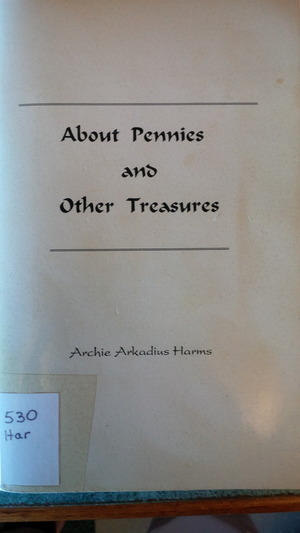 About Pennies
and
Other Treasures
Archie Arkadius Harms
530
Har